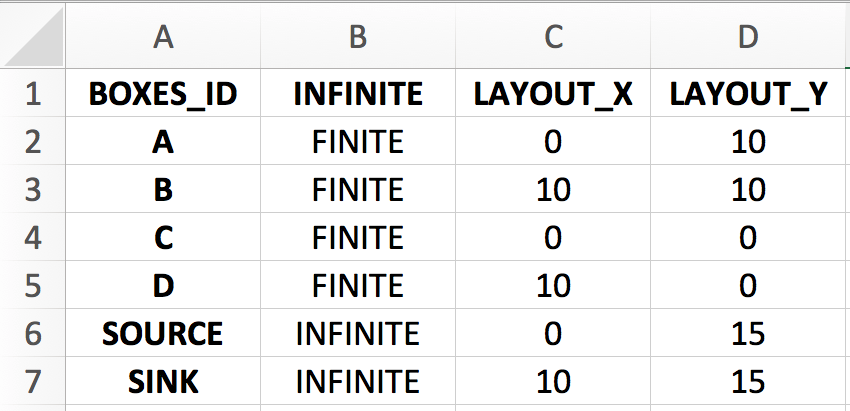 A B C D
1 BOXES_ID INFINITE LAYOUT_X LAYOUT_Y
2 A FINITE 0 10
3 B FINITE 10 10
4 C FINITE 0 0
5 D FINITE 10 0
6 SOURCE INFINITE 0 15
7 SINK INFINITE 10 15